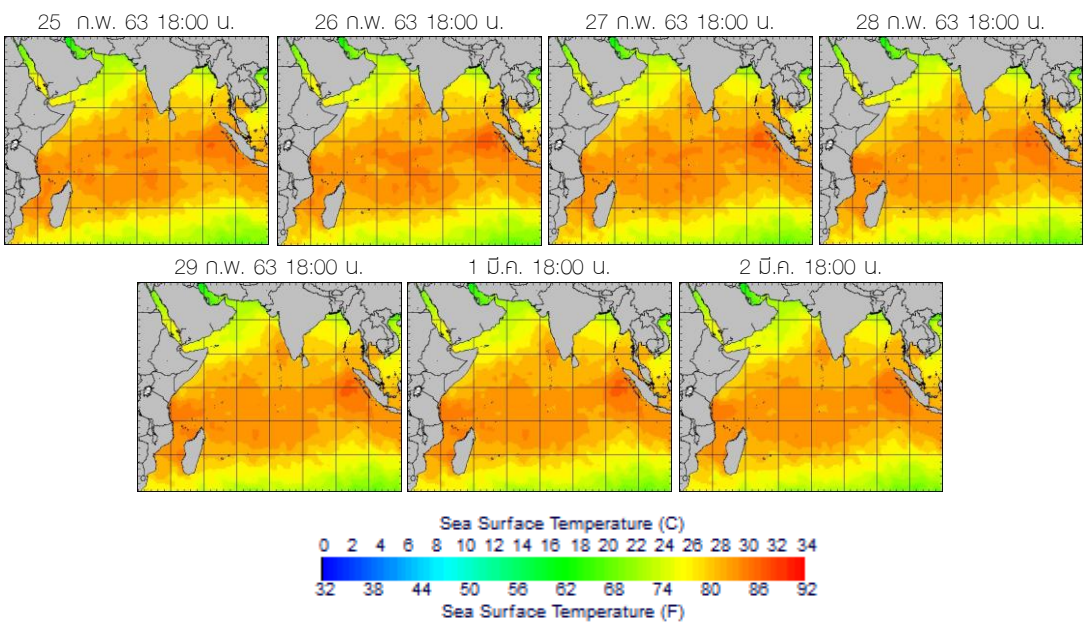 25 ก.พ. 63 18:00 น.
26 ก.พ. 63 18:00 น.
27 ก.พ. 63 18:00 น.
28 ก.พ. 63 18:00 น.
29 ก.พ. 63 18:00 น.
1 มี.ค. 18:00 น.
2 มี.ค. 18:00 น.
Sea Surface Temperature (C)
0 2 4 6 8 10 12 14 16 18 20 22 24 26 28 30 32 34
32 38 44 50 56 62 68 74 80 86 92
Sea Surface Temperature (F)